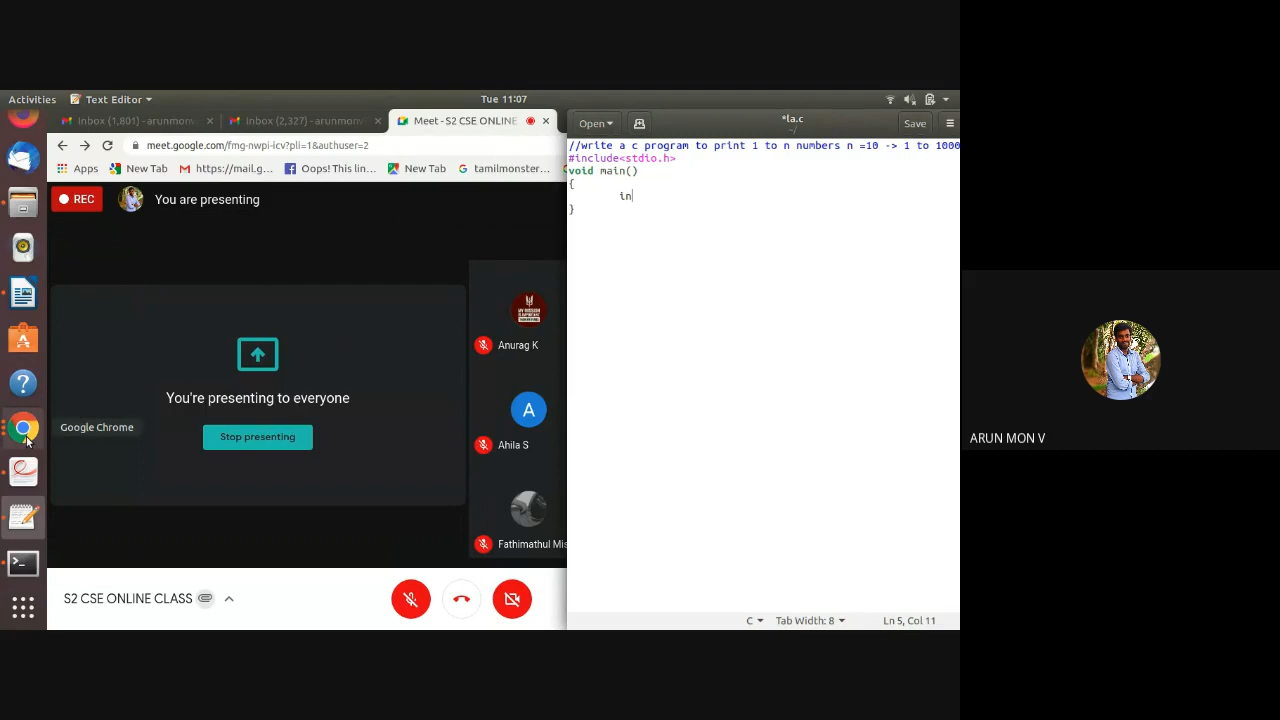 Activities Text Editor Tue 11:07
Inbox (1,801) - arunmonv Inbox (2,327) - arunmonv Meet - S2 CSE ONLINE
meet.google.com/fmg-nwpi-icv?pli=1&authuser=2
Apps New Tab https://mail.g... Oops! This lin... New Tab tamilmonster...
REC You are presenting
You're presenting to everyone
Stop presenting
Google Chrome
Anurag K
Ahila S
Fathimathul Mis
S2 CSE ONLINE CLASS
Open *la.c Save
~/
//write a c program to print 1 to n numbers n =10 -> 1 to 1000
#include<stdio.h>
void main()
{
in
}
C Tab Width: 8 Ln 5, Col 11
ARUN MON V
A